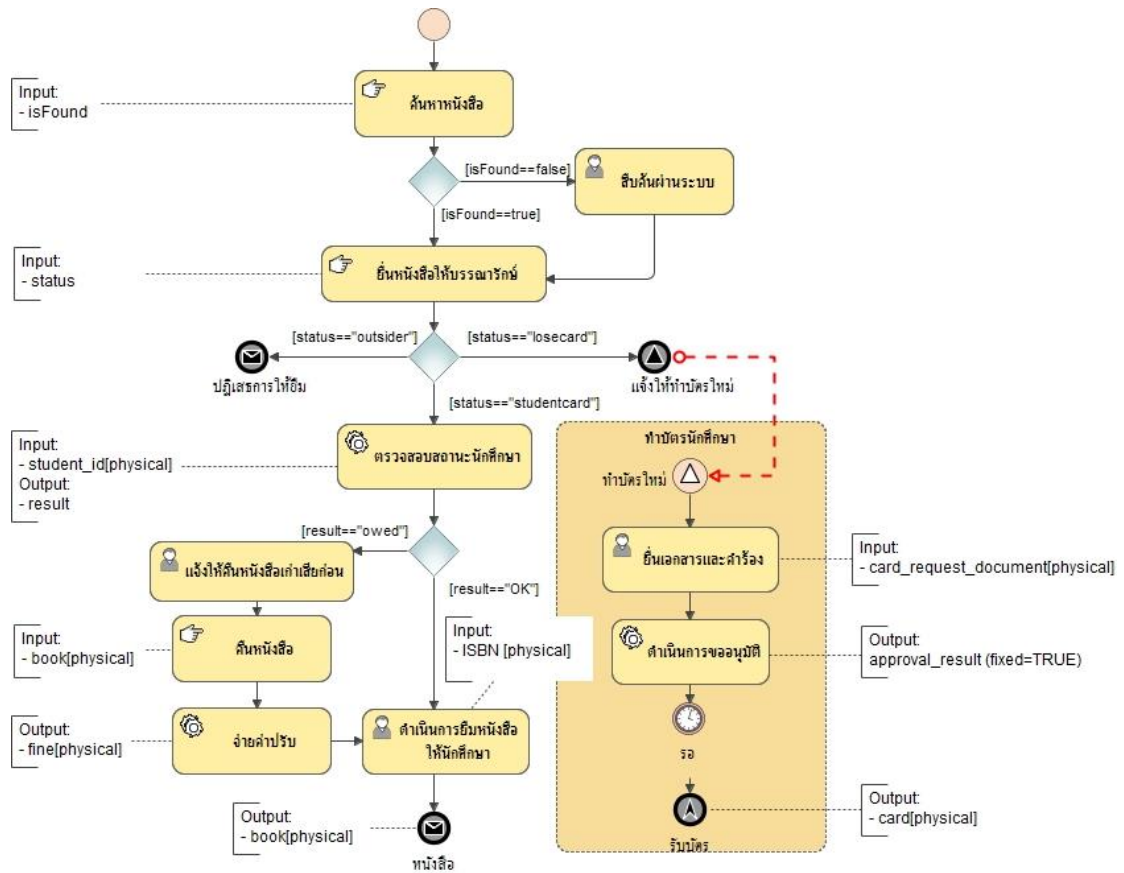 Input:
- isFound
ค้นหาหนังสือ
[isFound==false]
สืบค้นผ่านระบบ
[isFound==true]
Input:
- status
ยื่นหนังสือให้บรรณารักษ์
[status=="outsider"]
[status=="losecard"]
ปฏิเสธการให้ยืม
แจ้งให้ทำบัตรใหม่
[status=="studentcard"]
Input:
- student_id[physical]
Output:
- result
ตรวจสอบสถานะนักศึกษา
ทำบัตรนักศึกษา
ทำบัตรใหม่
[result=="owed"]
แจ้งให้คืนหนังสือเก่าเสียก่อน
ยื่นเอกสารและคำร้อง
Input:
- card_request_document[physical]
[result=="OK"]
Input:
- book[physical]
คืนหนังสือ
Input:
- ISBN [physical]
ดำเนินการขออนุมัติ
Output:
approval_result (fixed=TRUE)
Output:
- fine[physical]
จ่ายค่าปรับ
ดำเนินการยืมหนังสือ
ให้นักศึกษา
รอ
Output:
- book[physical]
หนังสือ
Output:
- card[physical]
รับบัตร